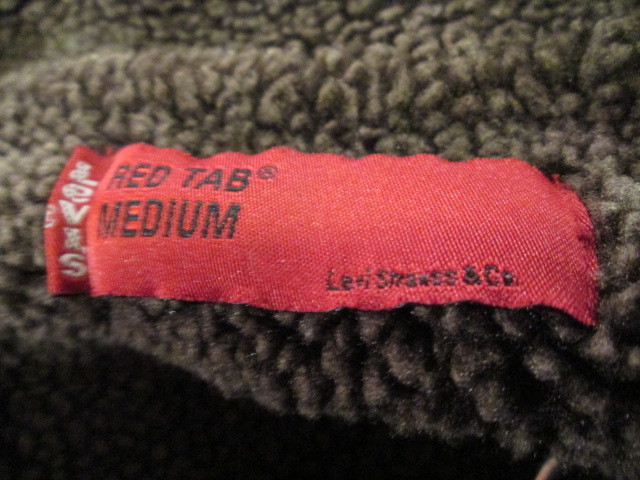 RED TAB®
MEDIUM
Levi Strauss & Co.